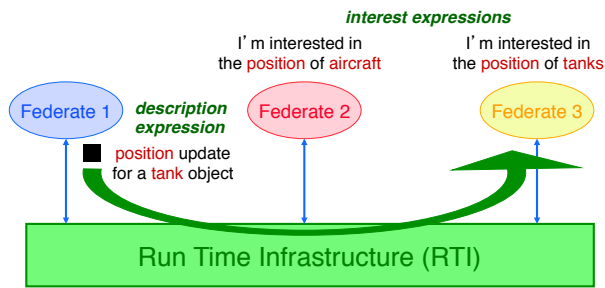 interest expressions
I'm interested in
the position of aircraft
I'm interested in
the position of tanks
Federate 1
description
expression
Federate 2
Federate 3
position update
for a tank object
Run Time Infrastructure (RTI)